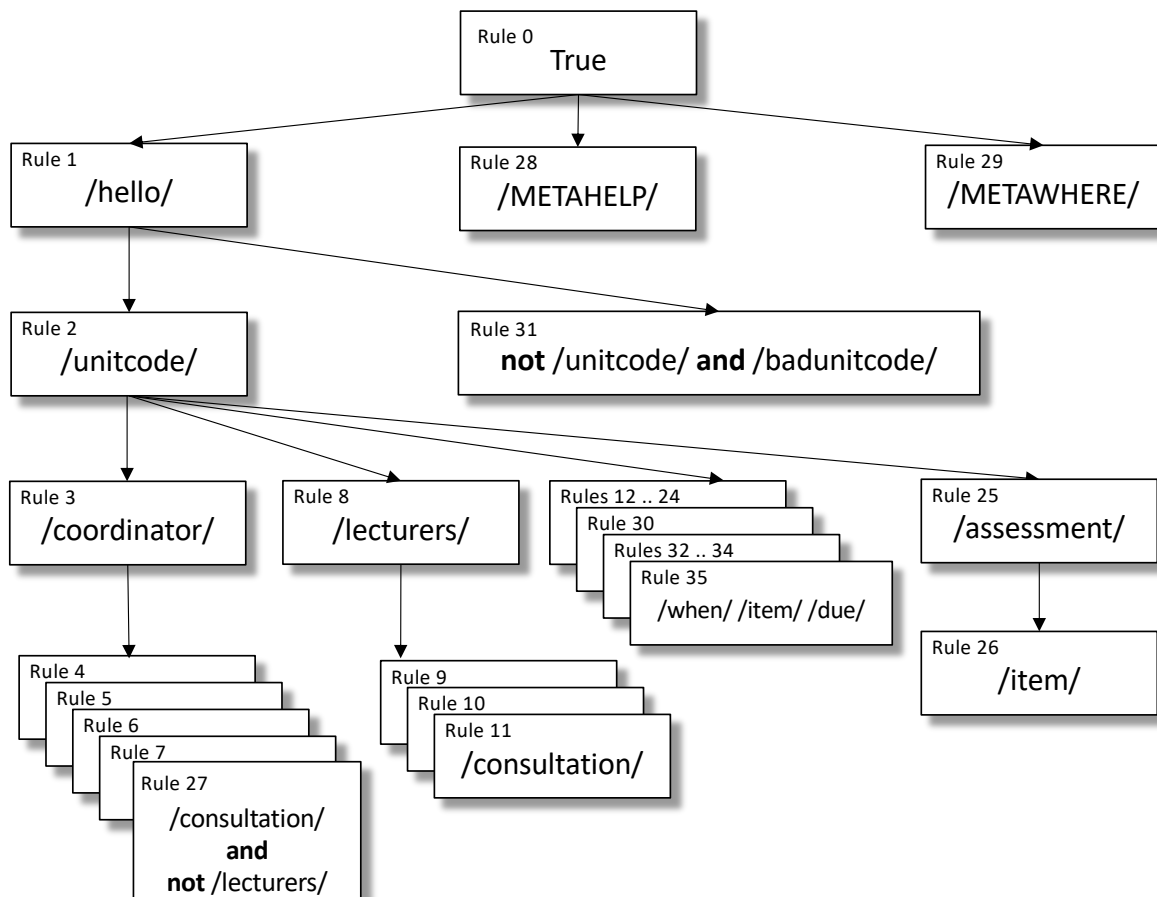 Rule 0
True
Rule 1
/hello/
Rule 28
/METAHELP/
Rule 29
/METAWHERE/
Rule 2
/unitcode/
Rule 31
not /unitcode/ and /badunitcode/
Rule 3
/coordinator/
Rule 8
/lecturers/
Rules 12 .. 24
Rule 30
Rules 32 .. 34
Rule 35
/when/ /item/ /due/
Rule 25
/assessment/
Rule 4
Rule 5
Rule 6
Rule 7
Rule 27
/consultation/
and
not /lecturers/
Rule 9
Rule 10
Rule 11
/consultation/
Rule 26
/item/